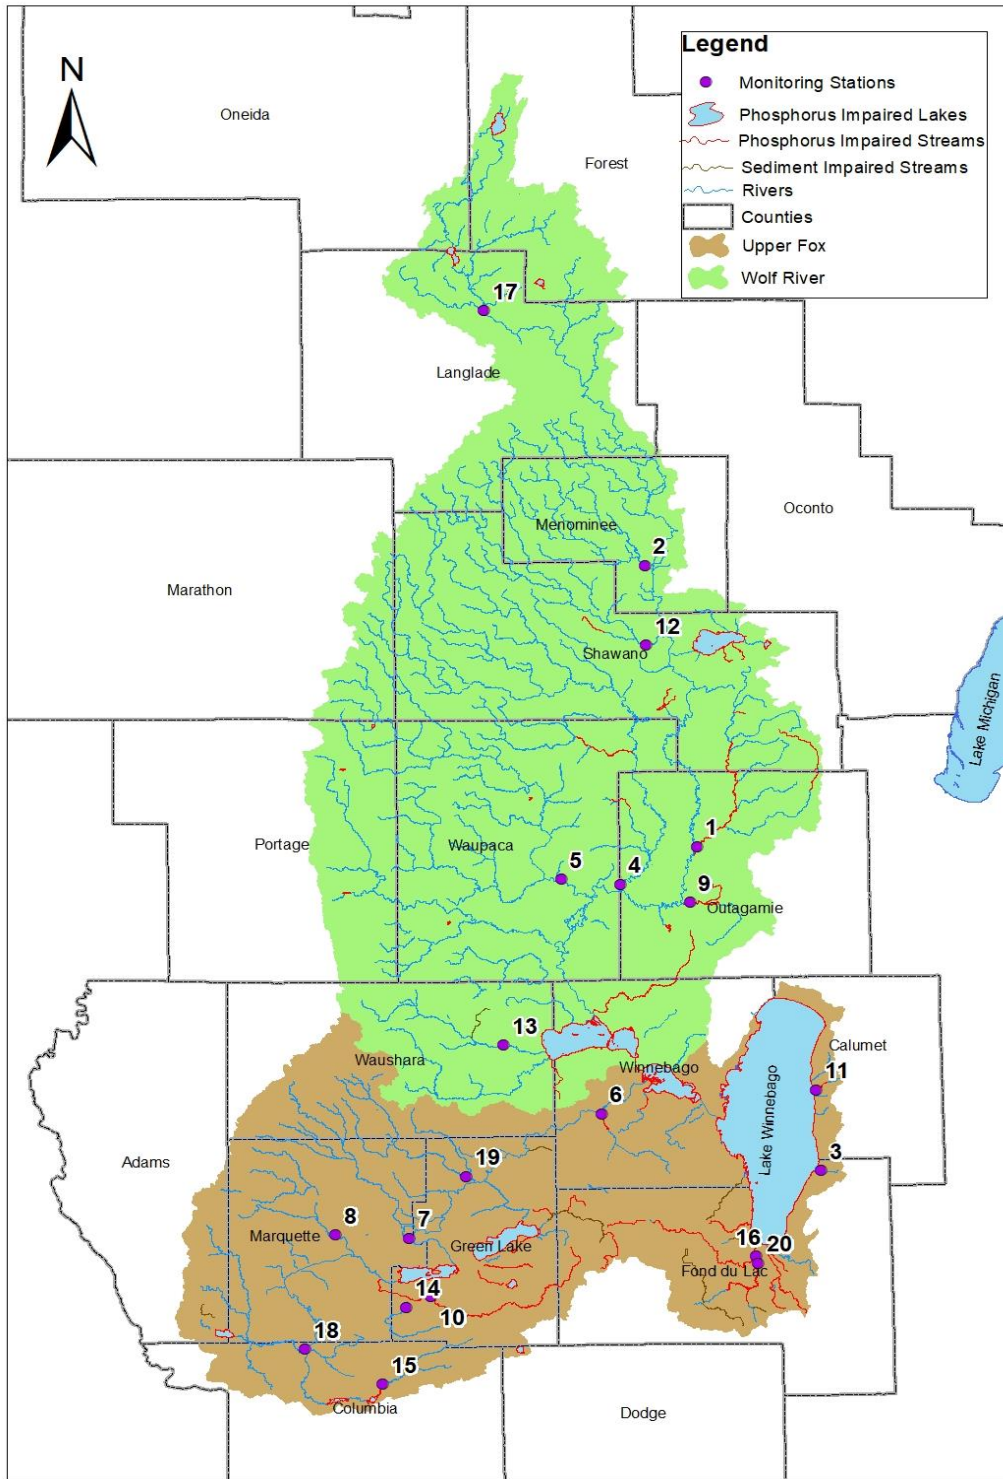 Legend
Monitoring Stations
Phosphorus Impaired Lakes
Phosphorus Impaired Streams
Sediment Impaired Streams
Rivers
Counties
Upper Fox
Wolf River
N
Oneida
Forest
17
Langlade
Oconto
Menominee
2
Marathon
12
Shawano
Lake Michigan
1
Portage
Waupaca
5
4
9
Outagamie
13
Calumet
Waushara
Winnebago
11
6
Lake Winnebago
Adams
19
3
8
7
Marquette
Green Lake
16
20
Fond du Lac
14
10
18
15
Columbia
Dodge